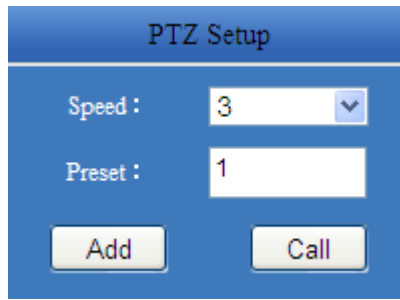 PTZ Setup
Speed : 3
Preset : 1
Add Call